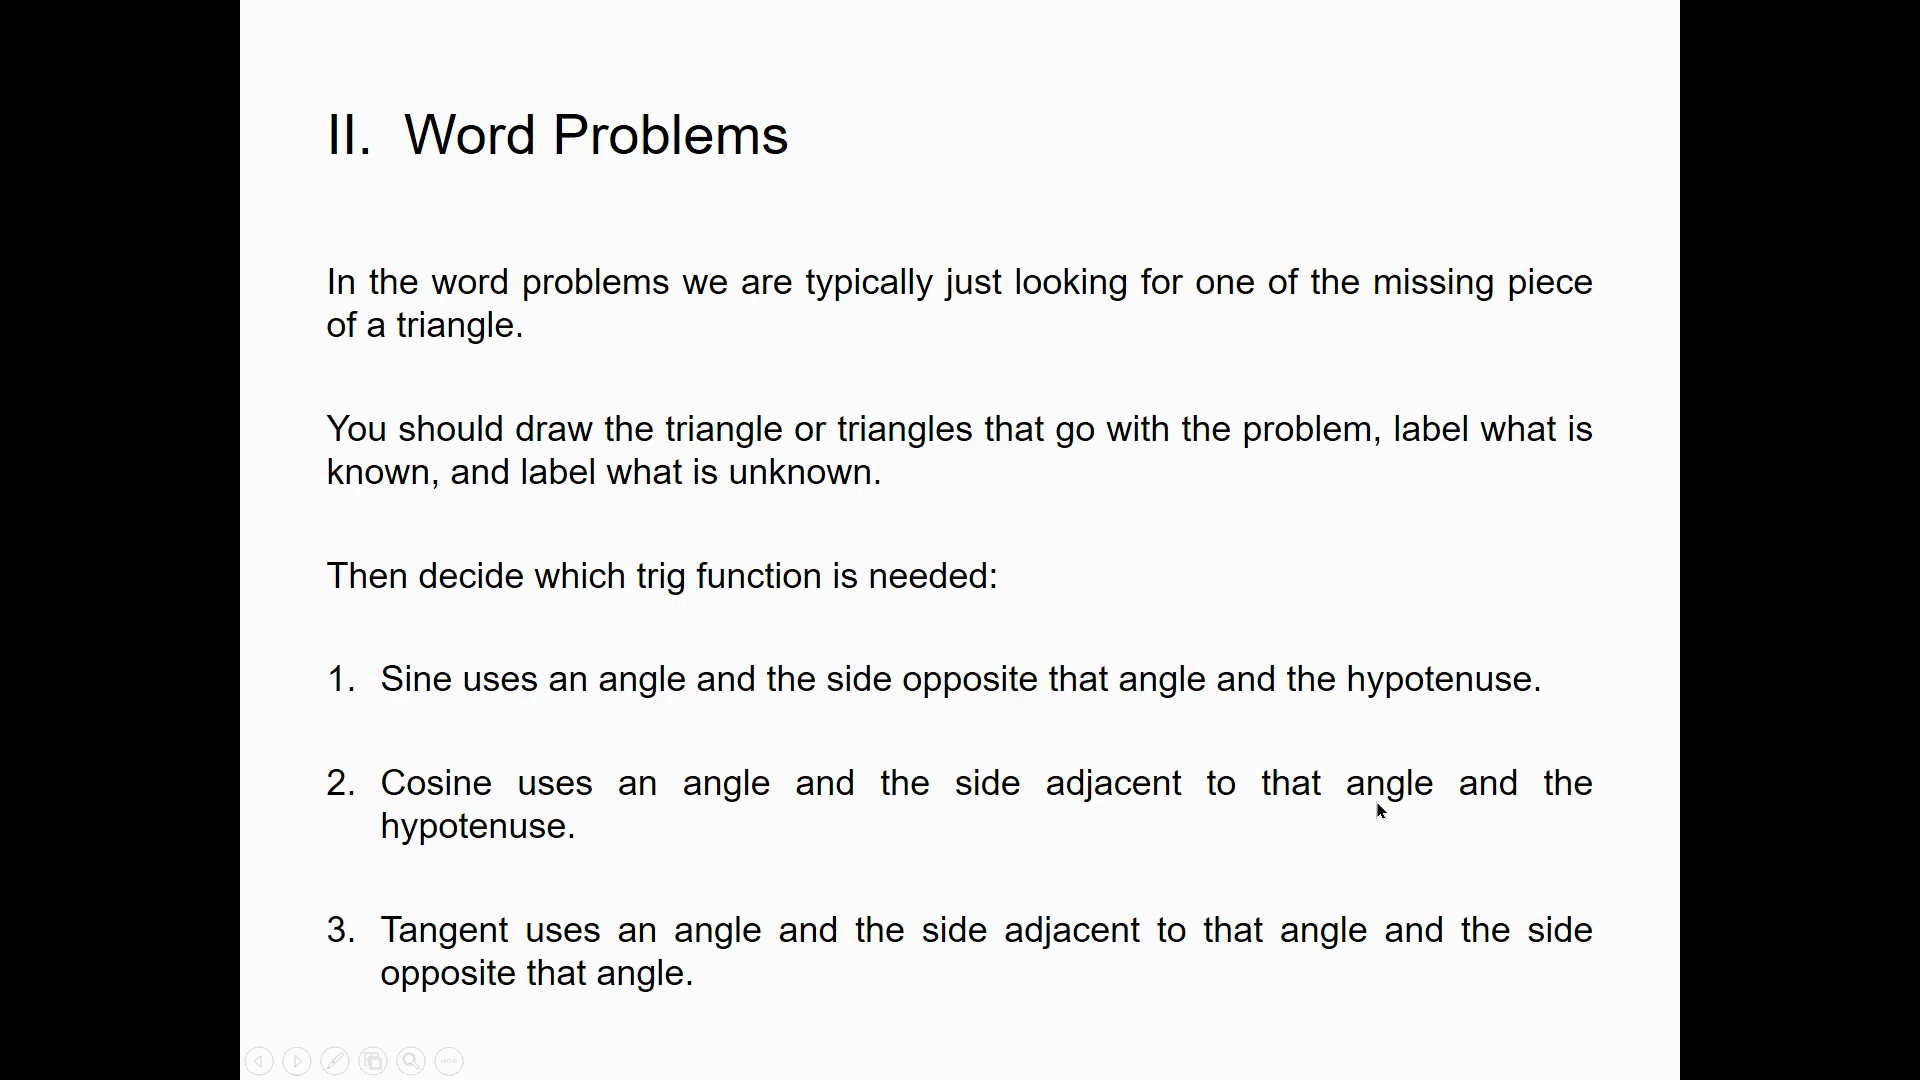 II. Word Problems
In the word problems we are typically just looking for one of the missing piece
of a triangle.
You should draw the triangle or triangles that go with the problem, label what is
known, and label what is unknown.
Then decide which trig function is needed:
1. Sine uses an angle and the side opposite that angle and the hypotenuse.
2. Cosine uses an angle and the side adjacent to that angle and the
hypotenuse.
3. Tangent uses an angle and the side adjacent to that angle and the side
opposite that angle.